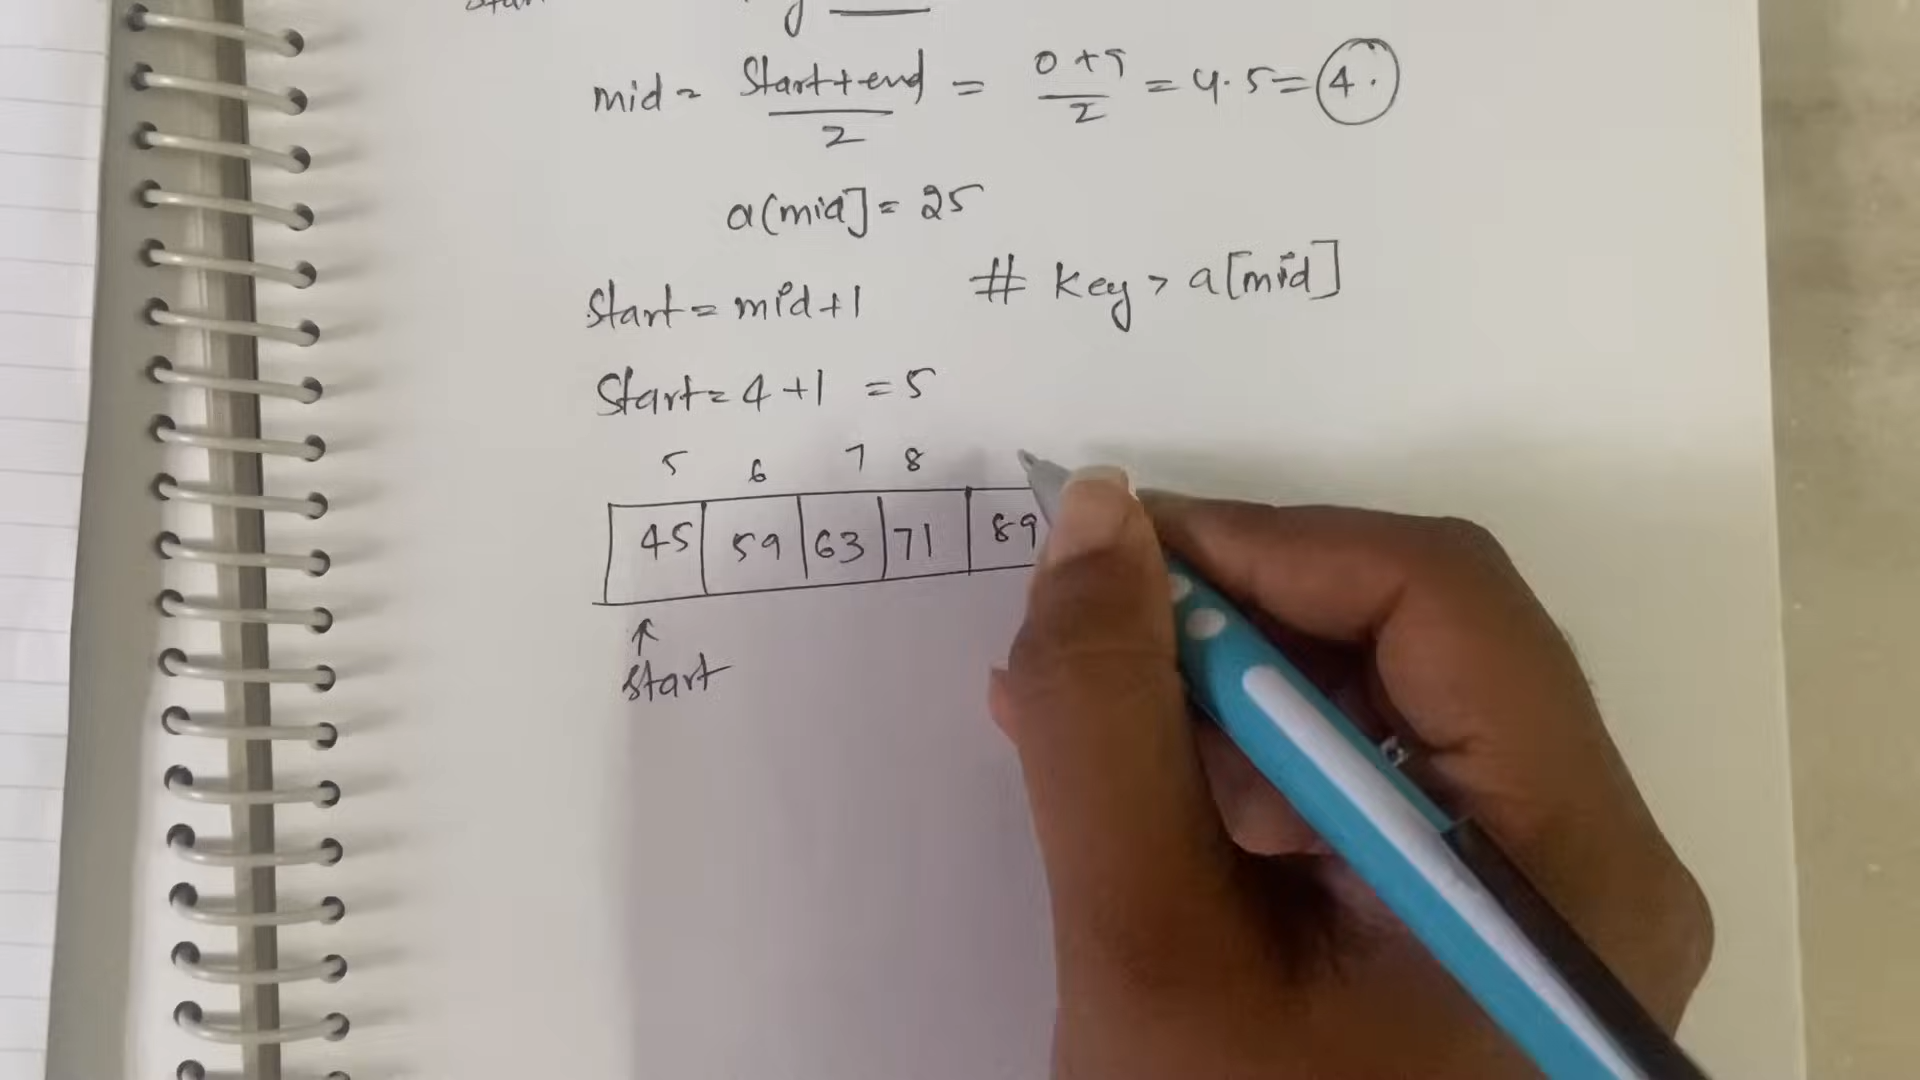 mid = Start+end / 2 = 0+9 / 2 = 4.5 = 4.
a[mid] = 25
Start = mid+1 # key > a[mid]
Start = 4 +1 = 5
5 6 7 8
45 59 63 71 89
↑
Start